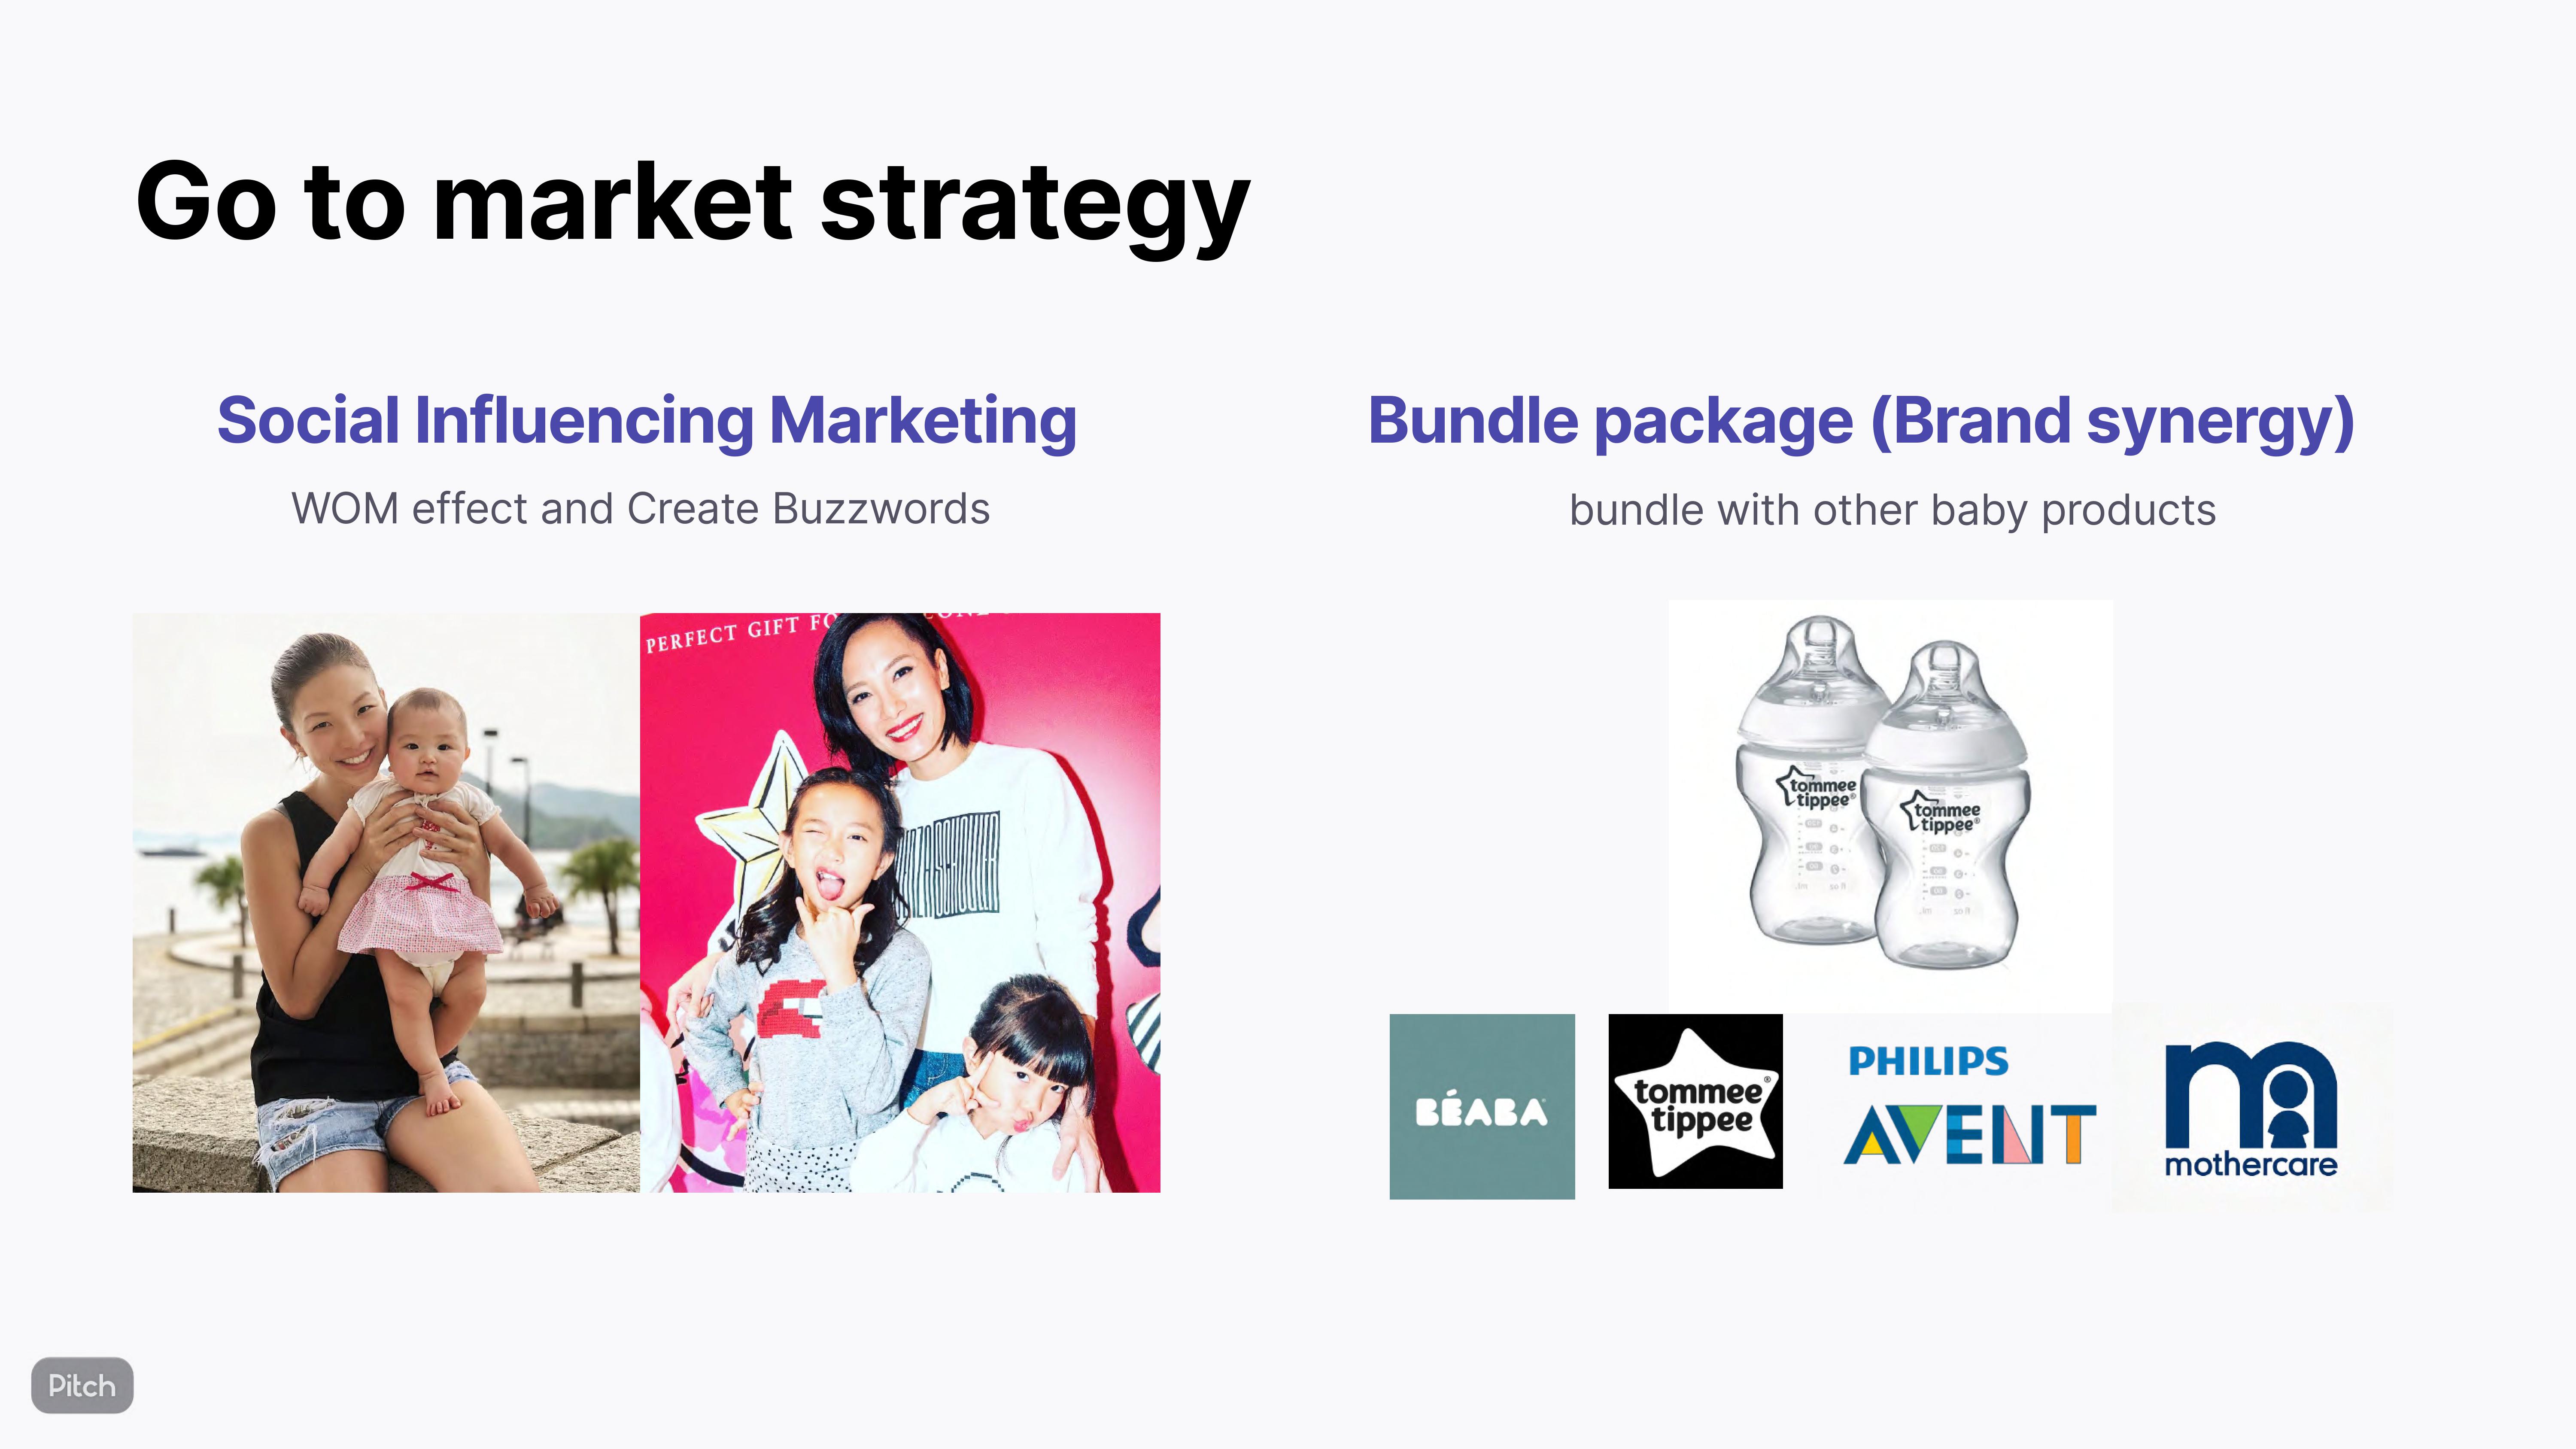 Go to market strategy
Social Influencing Marketing
WOM effect and Create Buzzwords
Bundle package (Brand synergy)
bundle with other baby products
PERFECT GIFT FO
tommee
tippee®
tommee
tippee®
BÉABA
tommee®
tippee
PHILIPS
AVENT
mothercare
Pitch